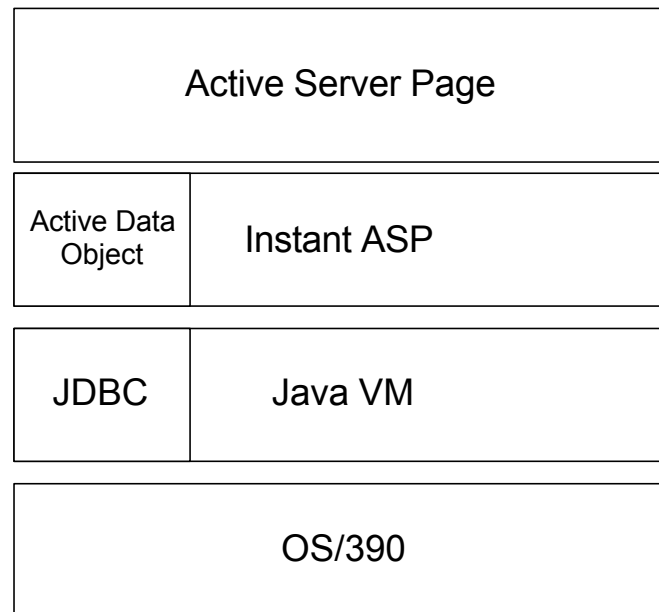 Active Server Page
Active Data
Object
Instant ASP
JDBC
Java VM
OS/390